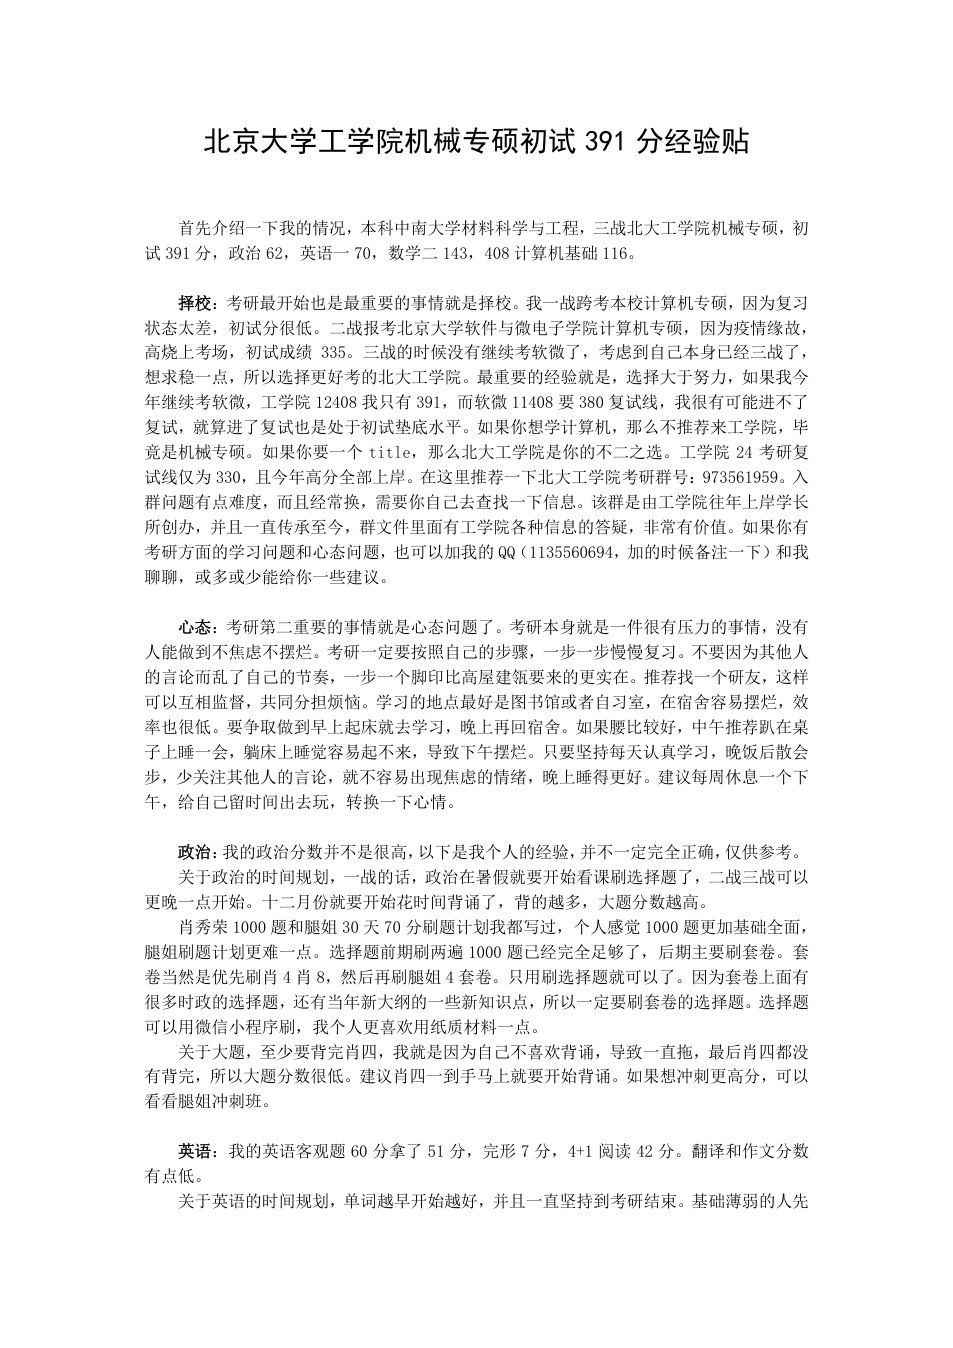 北京大学工学院机械专硕初试 391 分经验贴
首先介绍一下我的情况，本科中南大学材料科学与工程，三战北大工学院机械专硕，初
试 391 分，政治 62，英语一 70，数学二 143，408 计算机基础 116。
择校：考研最开始也是最重要的事情就是择校。我一战跨考本校计算机专硕，因为复习
状态太差，初试分很低。二战报考北京大学软件与微电子学院计算机专硕，因为疫情缘故，
高烧上考场，初试成绩 335。三战的时候没有继续考软微了，考虑到自己本身已经三战了，
想求稳一点，所以选择更好考的北大工学院。最重要的经验就是，选择大于努力，如果我今
年继续考软微，工学院 12408 我只有 391，而软微 11408 要 380 复试线，我很有可能进不了
复试，就算进了复试也是处于初试垫底水平。如果你想学计算机，那么不推荐来工学院，毕
竟是机械专硕。如果你要一个 title，那么北大工学院是你的不二之选。工学院 24 考研复
试线仅为 330，且今年高分全部上岸。在这里推荐一下北大工学院考研群号：973561959。入
群问题有点难度，而且经常换，需要你自己去查找一下信息。该群是由工学院往年上岸学长
所创办，并且一直传承至今，群文件里面有工学院各种信息的答疑，非常有价值。如果你有
考研方面的学习问题和心态问题，也可以加我的 QQ（1135560694，加的时候备注一下）和我
聊聊，或多或少能给你一些建议。
心态：考研第二重要的事情就是心态问题了。考研本身就是一件很有压力的事情，没有
人能做到不焦虑不摆烂。考研一定要按照自己的步骤，一步一步慢慢复习。不要因为其他人
的言论而乱了自己的节奏，一步一个脚印比高屋建瓴要来的更实在。推荐找一个研友，这样
可以互相监督，共同分担烦恼。学习的地点最好是图书馆或者自习室，在宿舍容易摆烂，效
率也很低。要争取做到早上起床就去学习，晚上再回宿舍。如果腰比较好，中午推荐趴在桌
子上睡一会，躺床上睡觉容易起不来，导致下午摆烂。只要坚持每天认真学习，晚饭后散会
步，少关注其他人的言论，就不容易出现焦虑的情绪，晚上睡得更好。建议每周休息一个下
午，给自己留时间出去玩，转换一下心情。
政治：我的政治分数并不是很高，以下是我个人的经验，并不一定完全正确，仅供参考。
关于政治的时间规划，一战的话，政治在暑假就要开始看课刷选择题了，二战三战可以
更晚一点开始。十二月份就要开始花时间背诵了，背的越多，大题分数越高。
肖秀荣 1000 题和腿姐 30 天 70 分刷题计划我都写过，个人感觉 1000 题更加基础全面，
腿姐刷题计划更难一点。选择题前期刷两遍 1000 题已经完全足够了，后期主要刷套卷。套
卷当然是优先刷肖 4 肖 8，然后再刷腿姐 4 套卷。只用刷选择题就可以了。因为套卷上面有
很多时政的选择题，还有当年新大纲的一些新知识点，所以一定要刷套卷的选择题。选择题
可以用微信小程序刷，我个人更喜欢用纸质材料一点。
关于大题，至少要背完肖四，我就是因为自己不喜欢背诵，导致一直拖，最后肖四都没
有背完，所以大题分数很低。建议肖四一到手马上就要开始背诵。如果想冲刺更高分，可以
看看腿姐冲刺班。
英语：我的英语客观题 60 分拿了 51 分，完形 7 分，4+1 阅读 42 分。翻译和作文分数
有点低。
关于英语的时间规划，单词越早开始越好，并且一直坚持到考研结束。基础薄弱的人先